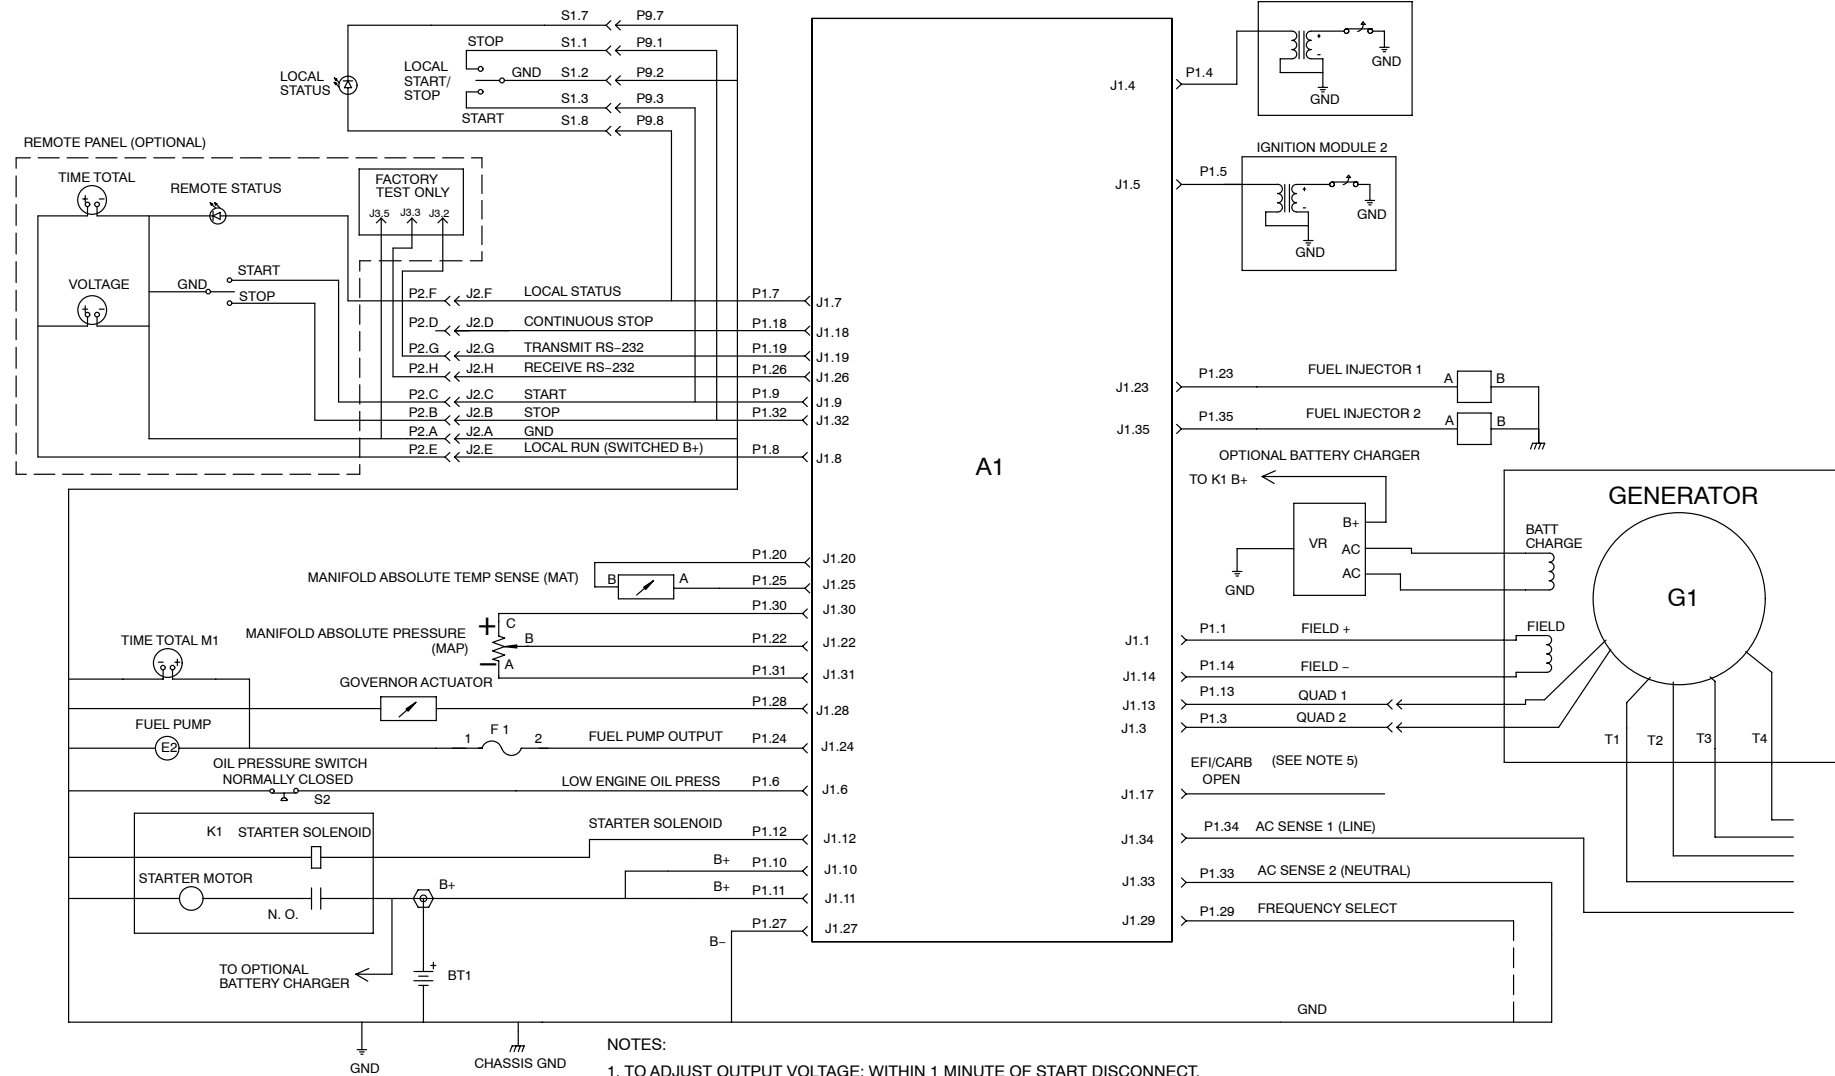 S1.7 P9.7
STOP S1.1 P9.1
LOCAL START/ STOP
GND S1.2 P9.2
S1.3 P9.3
START S1.8 P9.8
LOCAL STATUS
REMOTE PANEL (OPTIONAL)
TIME TOTAL
+ −
REMOTE STATUS
FACTORY TEST ONLY
J3.5 J3.3 J3.2
VOLTAGE
+ −
GND
START
STOP
P2.F J2.F LOCAL STATUS P1.7 J1.7
P2.D J2.D CONTINUOUS STOP P1.18 J1.18
P2.G J2.G TRANSMIT RS−232 P1.19 J1.19
P2.H J2.H RECEIVE RS−232 P1.26 J1.26
P2.C J2.C START P1.9 J1.9
P2.B J2.B STOP P1.32 J1.32
P2.A J2.A GND
P2.E J2.E LOCAL RUN (SWITCHED B+) P1.8 J1.8
P1.20 J1.20
MANIFOLD ABSOLUTE TEMP SENSE (MAT) B A P1.25 J1.25
P1.30 J1.30
MANIFOLD ABSOLUTE PRESSURE (MAP)
+ C
B P1.22 J1.22
− A P1.31 J1.31
TIME TOTAL M1
− +
GOVERNOR ACTUATOR P1.28 J1.28
FUEL PUMP
E2
1 F 1 2 FUEL PUMP OUTPUT P1.24 J1.24
OIL PRESSURE SWITCH
NORMALLY CLOSED
S2
LOW ENGINE OIL PRESS P1.6 J1.6
K1 STARTER SOLENOID
STARTER SOLENOID P1.12 J1.12
B+ P1.10 J1.10
STARTER MOTOR
N. O.
B+
B+ P1.11 J1.11
B− P1.27 J1.27
TO OPTIONAL
BATTERY CHARGER
+
BT1
GND
CHASSIS GND
A1
J1.4 P1.4
+
−
GND
GND
IGNITION MODULE 2
J1.5 P1.5
+
−
GND
GND
J1.23 P1.23 FUEL INJECTOR 1 A B
J1.35 P1.35 FUEL INJECTOR 2 A B
OPTIONAL BATTERY CHARGER
TO K1 B+
VR
B+
AC
AC
GND
GENERATOR
BATT
CHARGE
G1
FIELD
J1.1 P1.1 FIELD +
J1.14 P1.14 FIELD −
J1.13 P1.13 QUAD 1
J1.3 P1.3 QUAD 2
T1 T2 T3 T4
EFI/CARB (SEE NOTE 5)
OPEN
J1.17
J1.34 P1.34 AC SENSE 1 (LINE)
J1.33 P1.33 AC SENSE 2 (NEUTRAL)
J1.29 P1.29 FREQUENCY SELECT
GND
NOTES:
1. TO ADJUST OUTPUT VOLTAGE: WITHIN 1 MINUTE OF START DISCONNECT,